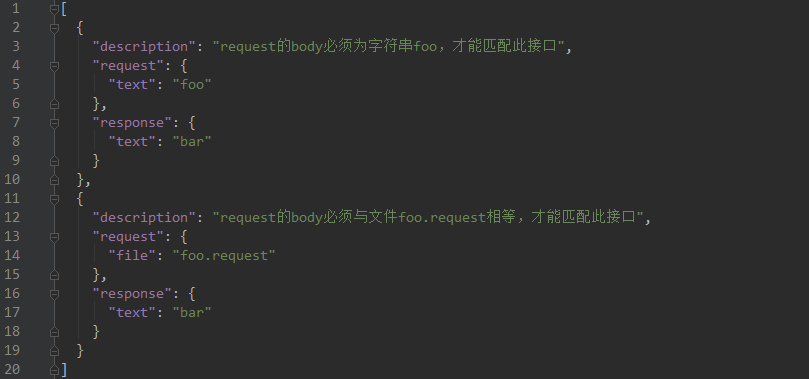 1 [
2   {
3     "description": "request的body必须为字符串foo，才能匹配此接口",
4     "request": {
5       "text": "foo"
6     },
7     "response": {
8       "text": "bar"
9     }
10   },
11   {
12     "description": "request的body必须与文件foo.request相等，才能匹配此接口",
13     "request": {
14       "file": "foo.request"
15     },
16     "response": {
17       "text": "bar"
18     }
19   }
20 ]